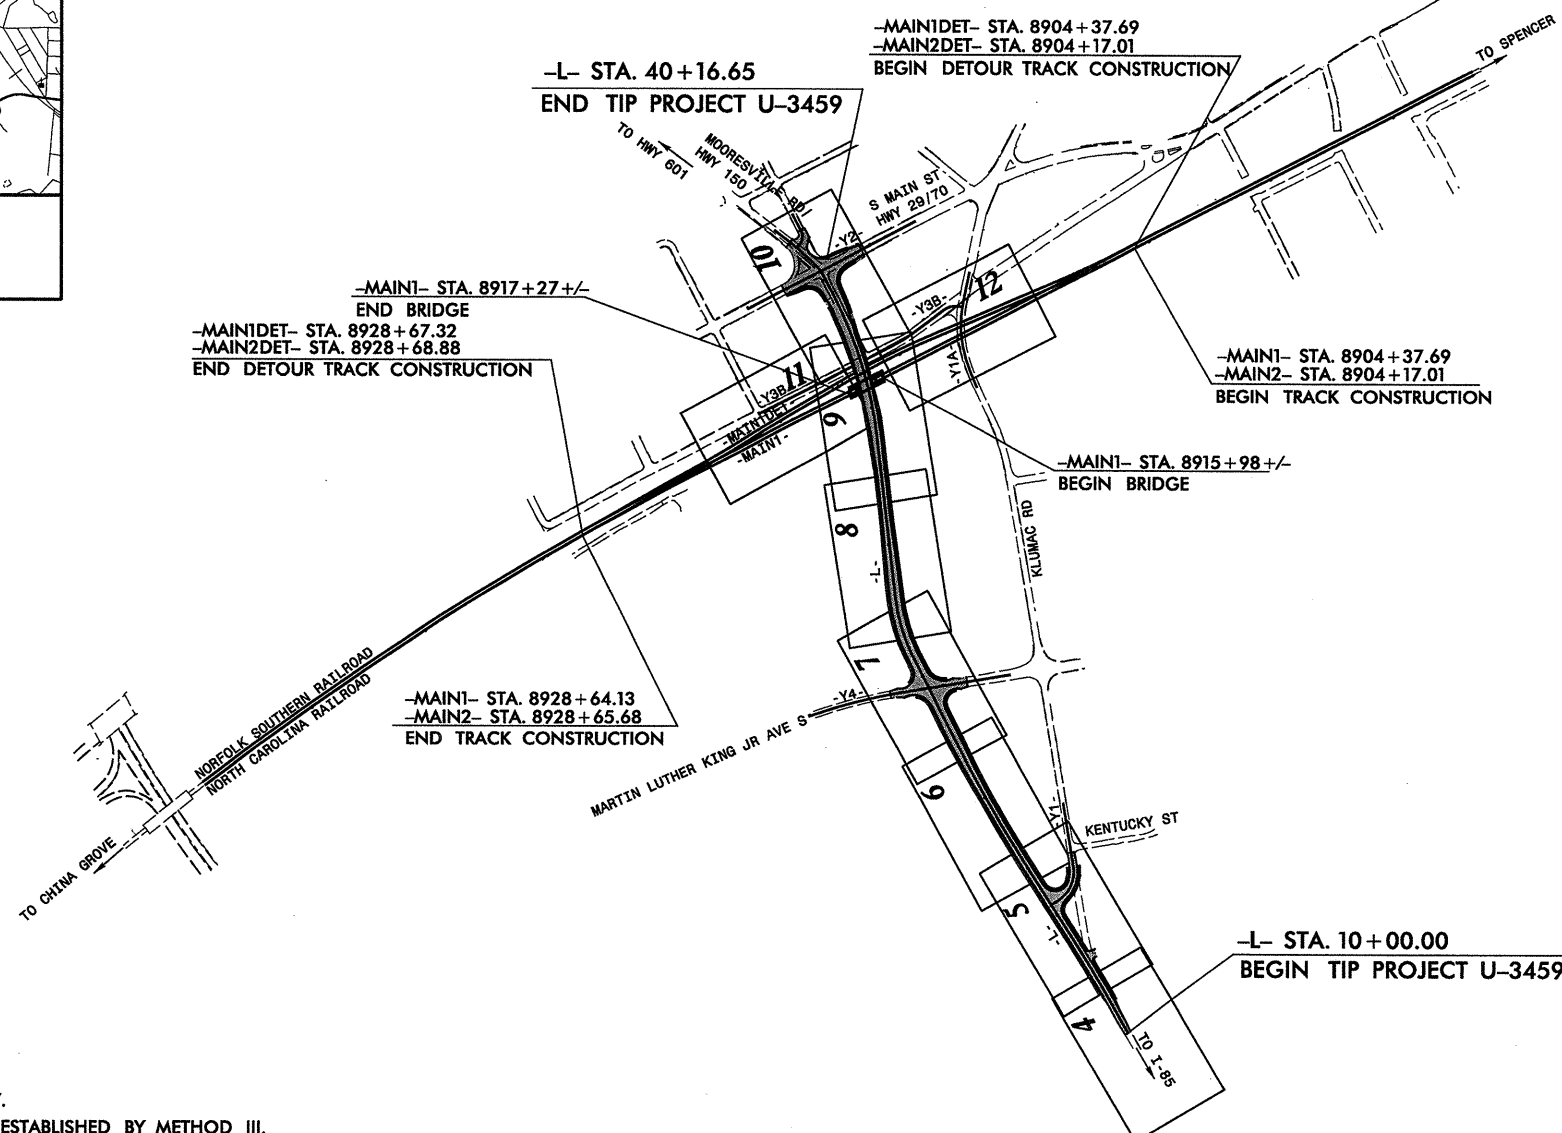 -MAIN1DET- STA. 8904+37.69
-MAIN2DET- STA. 8904+17.01
BEGIN DETOUR TRACK CONSTRUCTION
TO SPENCER
-L- STA. 40+16.65
END TIP PROJECT U-3459
TO HWY 601
MOORESVILLE RD/
HWY 150
S MAIN ST
HWY 29/70
-Y2-
10
12
-Y3B-
-MAIN1- STA. 8917+27+/-
END BRIDGE
-MAIN1DET- STA. 8928+67.32
-MAIN2DET- STA. 8928+68.88
END DETOUR TRACK CONSTRUCTION
-MAIN1- STA. 8904+37.69
-MAIN2- STA. 8904+17.01
BEGIN TRACK CONSTRUCTION
-Y1A-
11
-Y3B-
-MAIN1DET-
-MAIN1-
9
-MAIN1- STA. 8915+98+/-
BEGIN BRIDGE
8
KLUMAC RD
-L-
7
NORFOLK SOUTHERN RAILROAD
NORTH CAROLINA RAILROAD
-MAIN1- STA. 8928+64.13
-MAIN2- STA. 8928+65.68
END TRACK CONSTRUCTION
-Y4-
MARTIN LUTHER KING JR AVE S
6
-Y1-
KENTUCKY ST
TO CHINA GROVE
5
-L-
-L- STA. 10+00.00
BEGIN TIP PROJECT U-3459
4
TO I-85
ESTABLISHED BY METHOD III.